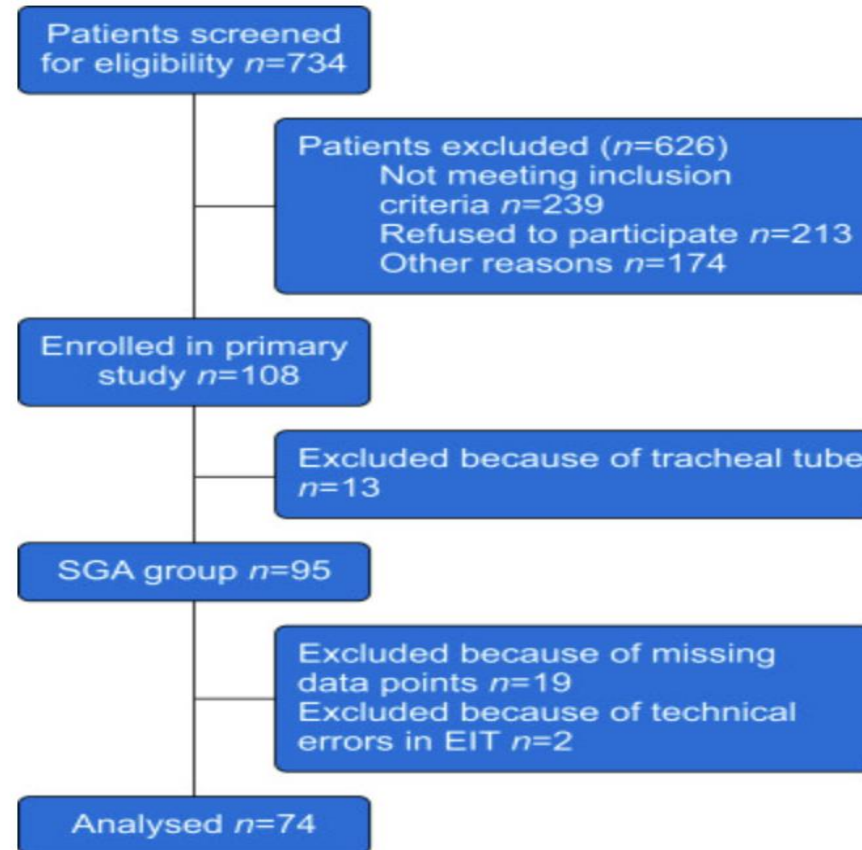 Patients screened
for eligibility n=734
Patients excluded (n=626)
Not meeting inclusion
criteria n=239
Refused to participate n=213
Other reasons n=174
Enrolled in primary
study n=108
Excluded because of tracheal tube
n=13
SGA group n=95
Excluded because of missing
data points n=19
Excluded because of technical
errors in EIT n=2
Analysed n=74